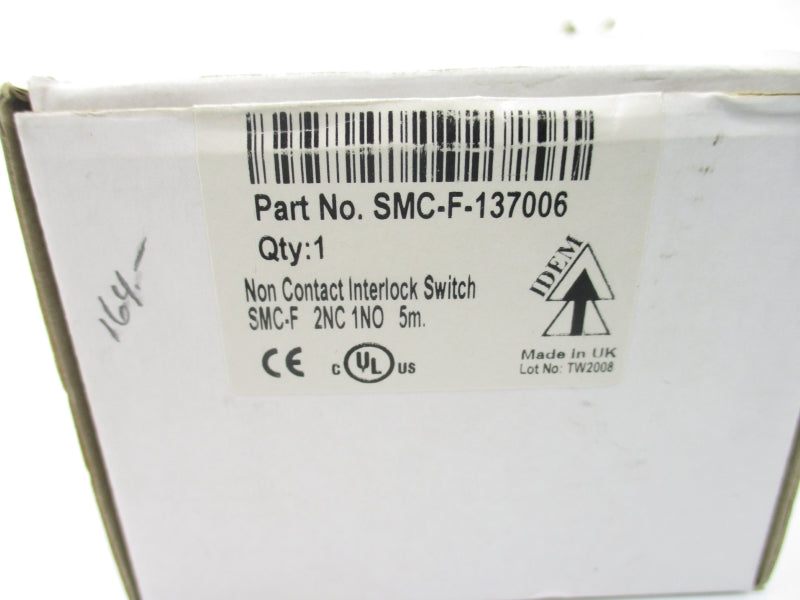 Part No. SMC-F-137006
Qty:1
IDEM
Non Contact Interlock Switch
SMC-F 2NC 1NO 5m.
CE c UL US
Made in UK
Lot No: TW2008
164.-